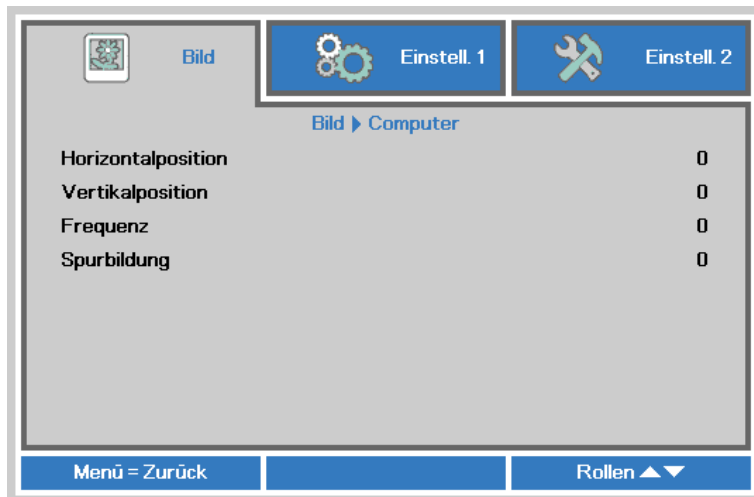 Bild
Einstell. 1
Einstell. 2
Bild ▶ Computer
Horizontalposition 0
Vertikalposition 0
Frequenz 0
Spurbildung 0
Menü = Zurück
Rollen ▲▼